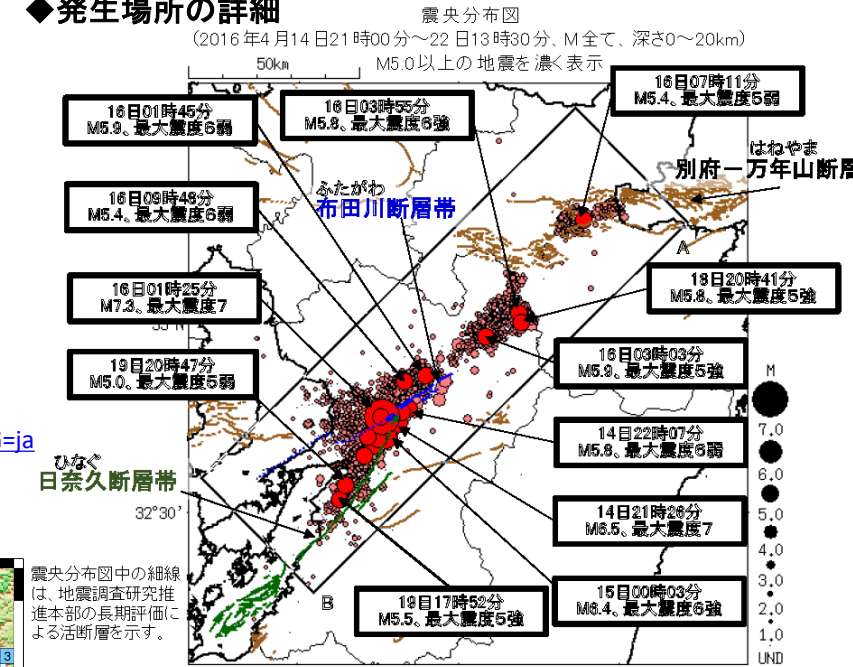 ◆発生場所の詳細
震央分布図
(2016年4月14日21時00分～22日13時30分、M全て、深さ0～20km)
50km
M5.0以上の地震を濃く表示
16日07時11分
M5.4、最大震度5弱
16日01時45分
M5.9、最大震度6弱
16日03時55分
M5.8、最大震度6強
はねやま
別府－万年山断層
16日09時48分
M5.4、最大震度6弱
ふたがわ
布田川断層帯
A
18日20時41分
M5.8、最大震度5強
16日01時25分
M7.3、最大震度7
16日03時03分
M5.9、最大震度5強
19日20時47分
M5.0、最大震度5弱
M
7.0
6.0
5.0
4.0
3.0
2.0
1.0
UND
14日22時07分
M5.8、最大震度6弱
=ja
ひなぐ
日奈久断層帯
32°30'
14日21時26分
M6.5、最大震度7
震央分布図中の細線
は、地震調査研究推
進本部の長期評価に
よる活断層を示す。
B
19日17時52分
M5.5、最大震度5強
15日00時03分
M6.4、最大震度6強
3